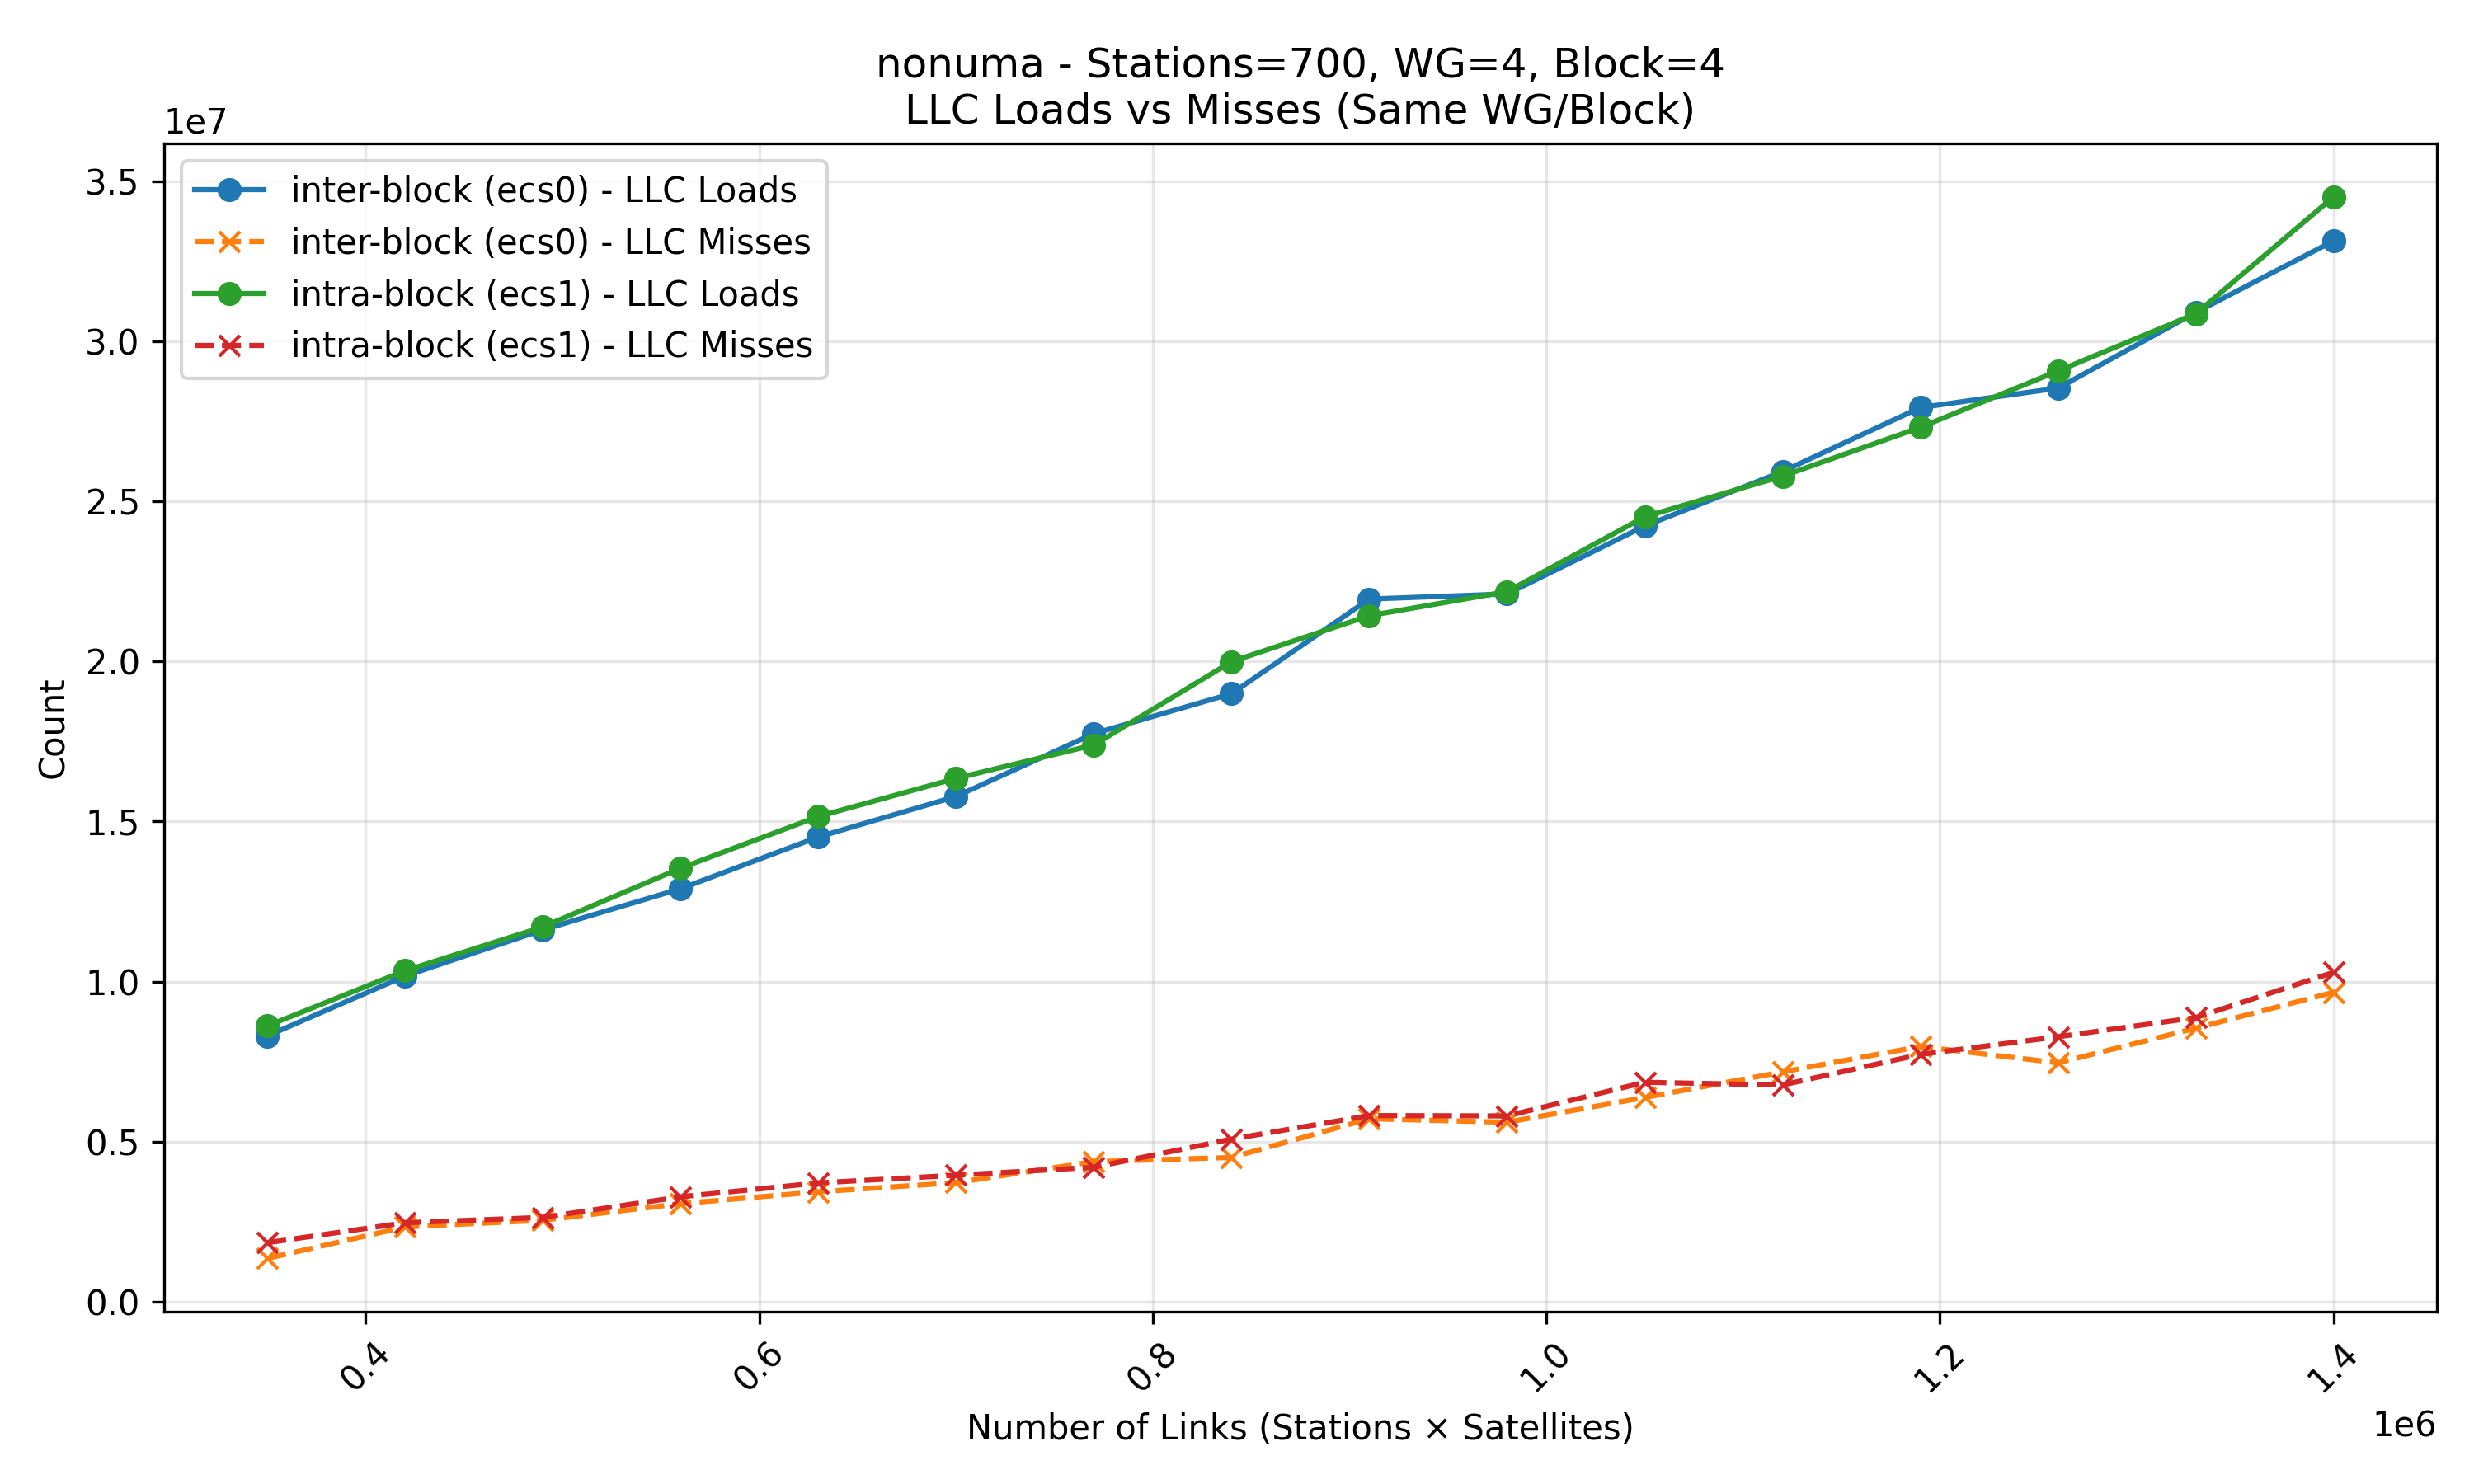 nonuma - Stations=700, WG=4, Block=4
LLC Loads vs Misses (Same WG/Block)
1e7
inter-block (ecs0) - LLC Loads
inter-block (ecs0) - LLC Misses
intra-block (ecs1) - LLC Loads
intra-block (ecs1) - LLC Misses
3.5
3.0
2.5
2.0
1.5
1.0
0.5
0.0
Count
0.4
0.6
0.8
1.0
1.2
1.4
Number of Links (Stations × Satellites)
1e6